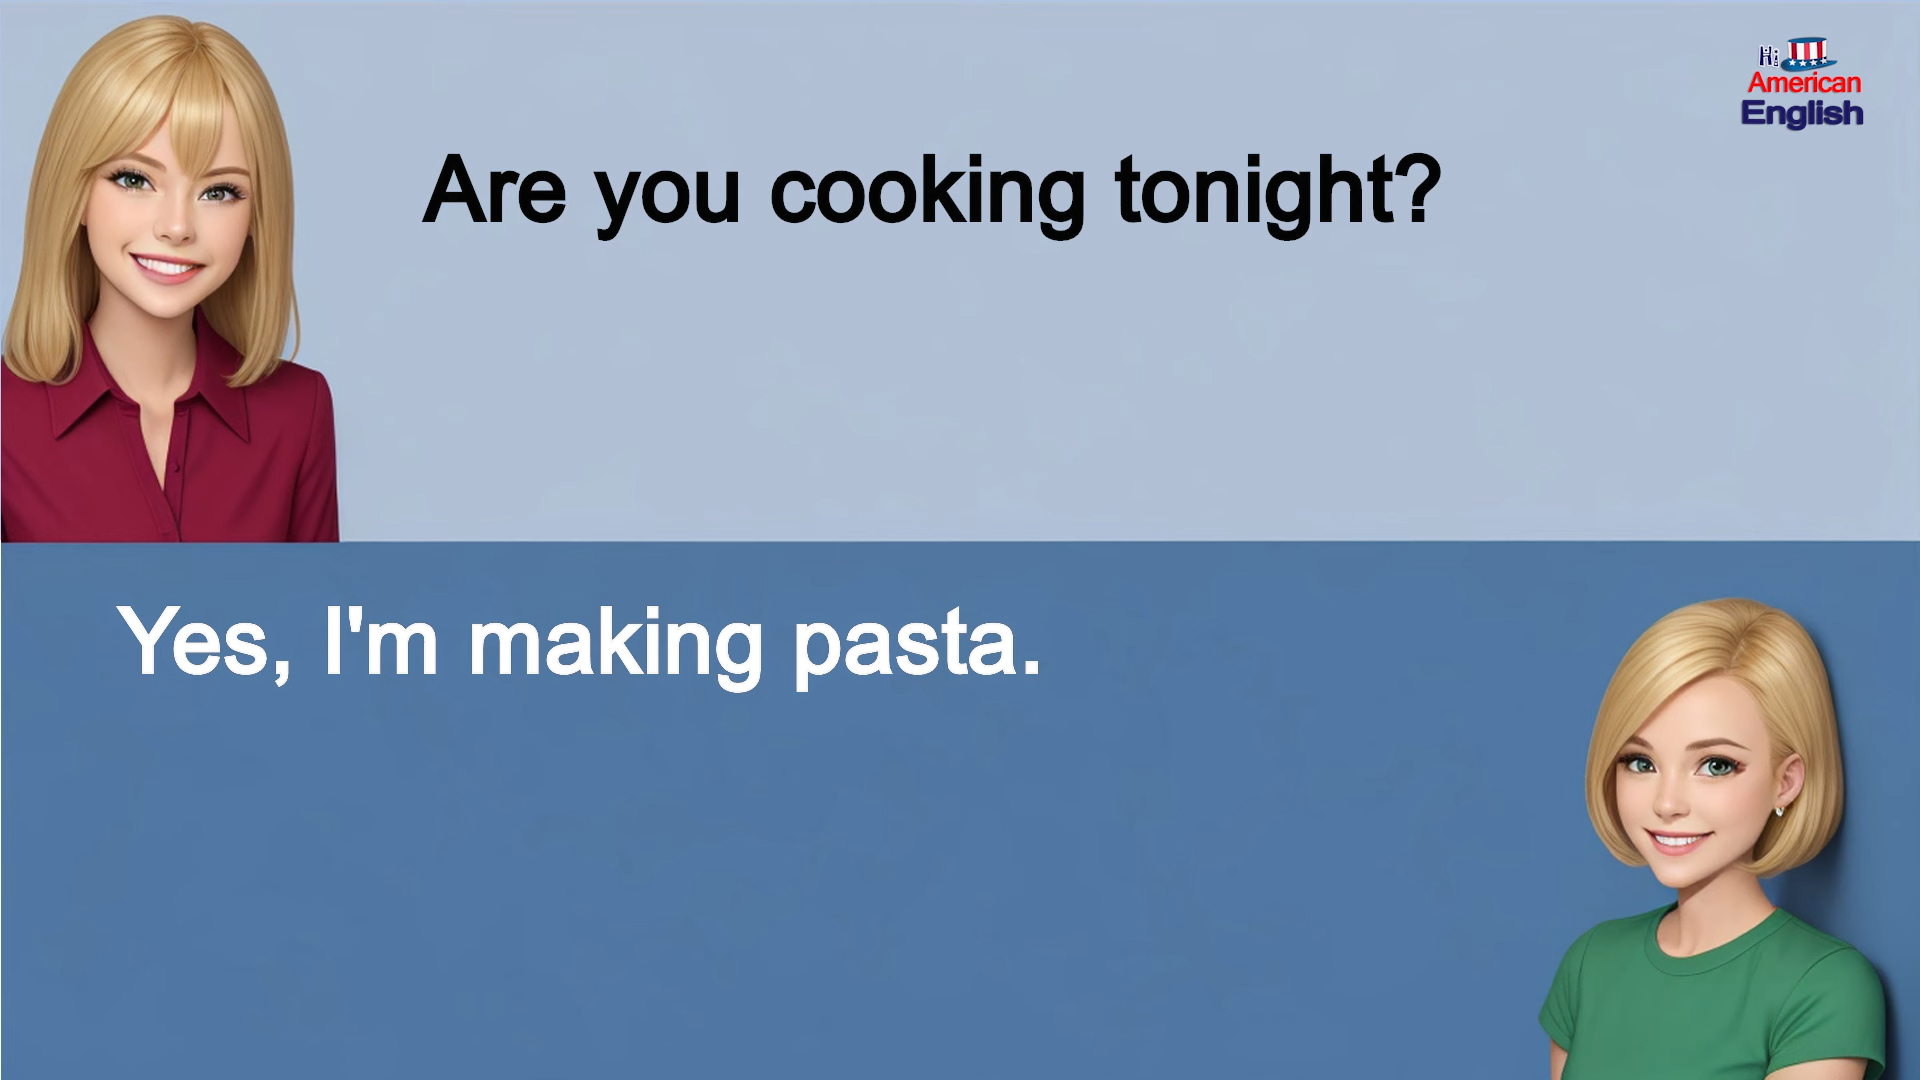 Hi
American
English
Are you cooking tonight?
Yes, I'm making pasta.